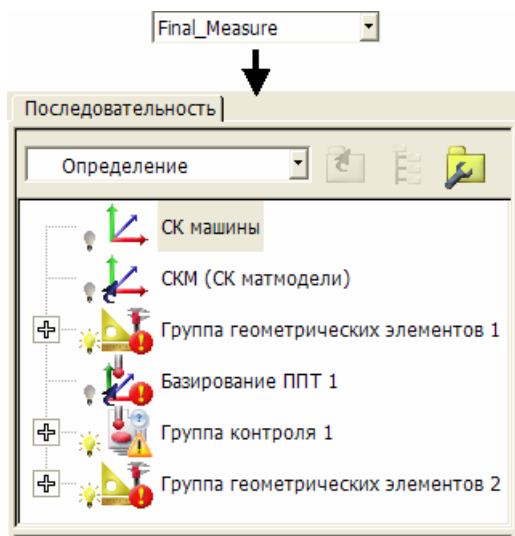 Final_Measure
Последовательность
Определение
СК машины
СКМ (СК матмодели)
Группа геометрических элементов 1
Базирование ППТ 1
Группа контроля 1
Группа геометрических элементов 2